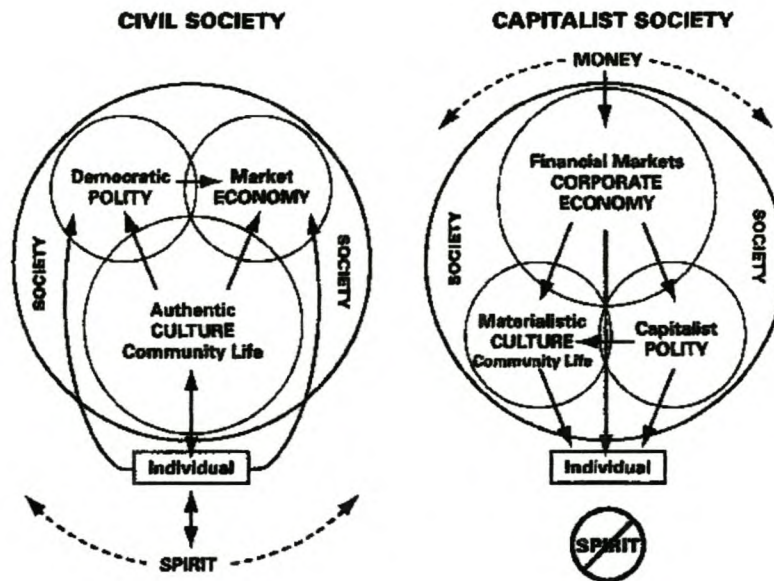 CIVIL SOCIETY
Democratic
POLITY
Market
ECONOMY
SOCIETY
SOCIETY
Authentic
CULTURE
Community Life
Individual
SPIRIT
CAPITALIST SOCIETY
MONEY
Financial Markets
CORPORATE
ECONOMY
SOCIETY
SOCIETY
Materialistic
CULTURE
Community Life
Capitalist
POLITY
Individual
SPIRIT